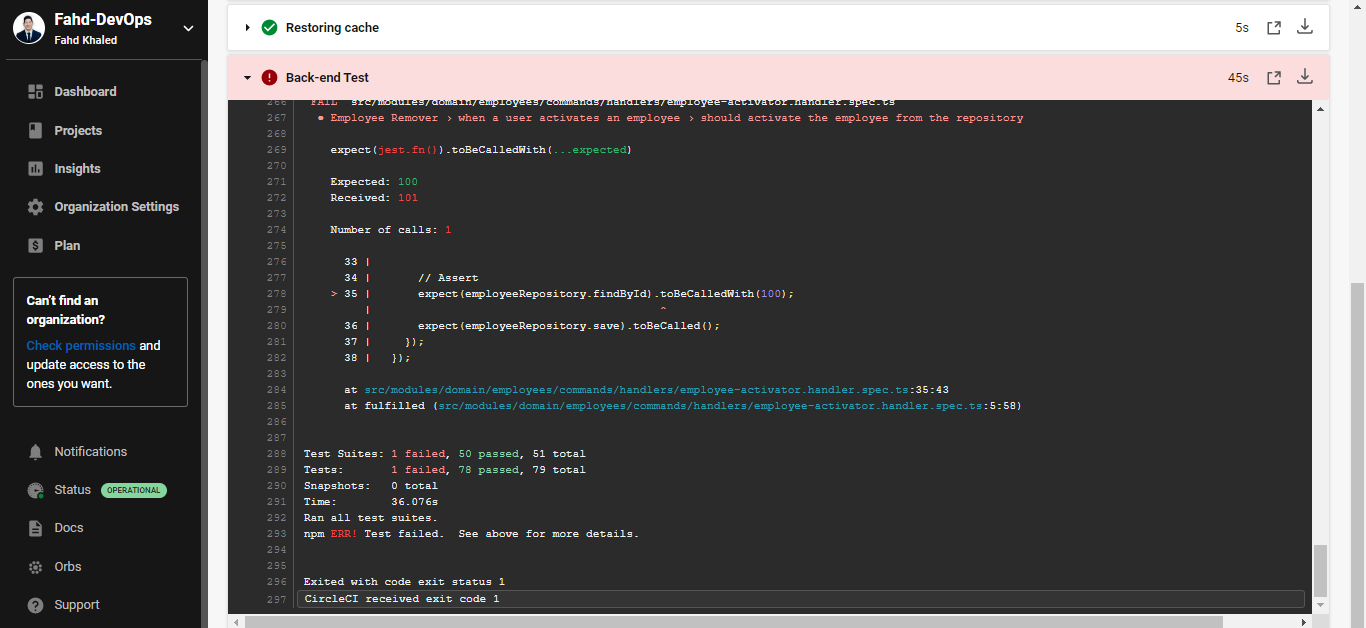 Fahd-DevOps
Fahd Khaled
Dashboard
Projects
Insights
Organization Settings
Plan
Can't find an
organization?
Check permissions and
update access to the
ones you want.
Notifications
Status OPERATIONAL
Docs
Orbs
Support
Restoring cache 5s
Back-end Test 45s
266 FAIL src/modules/domain/employees/commands/handlers/employee-activator.handler.spec.ts
267 ● Employee Remover › when a user activates an employee › should activate the employee from the repository
268
269 expect(jest.fn()).toBeCalledWith(...expected)
270
271 Expected: 100
272 Received: 101
273
274 Number of calls: 1
275
276 33 |
277 34 | // Assert
278 > 35 | expect(employeeRepository.findById).toBeCalledWith(100);
279 | ^
280 36 | expect(employeeRepository.save).toBeCalled();
281 37 | });
282 38 | });
283
284 at src/modules/domain/employees/commands/handlers/employee-activator.handler.spec.ts:35:43
285 at fulfilled (src/modules/domain/employees/commands/handlers/employee-activator.handler.spec.ts:5:58)
286
287
288 Test Suites: 1 failed, 50 passed, 51 total
289 Tests: 1 failed, 78 passed, 79 total
290 Snapshots: 0 total
291 Time: 36.076s
292 Ran all test suites.
293 npm ERR! Test failed. See above for more details.
294
295
296 Exited with code exit status 1
297 CircleCI received exit code 1